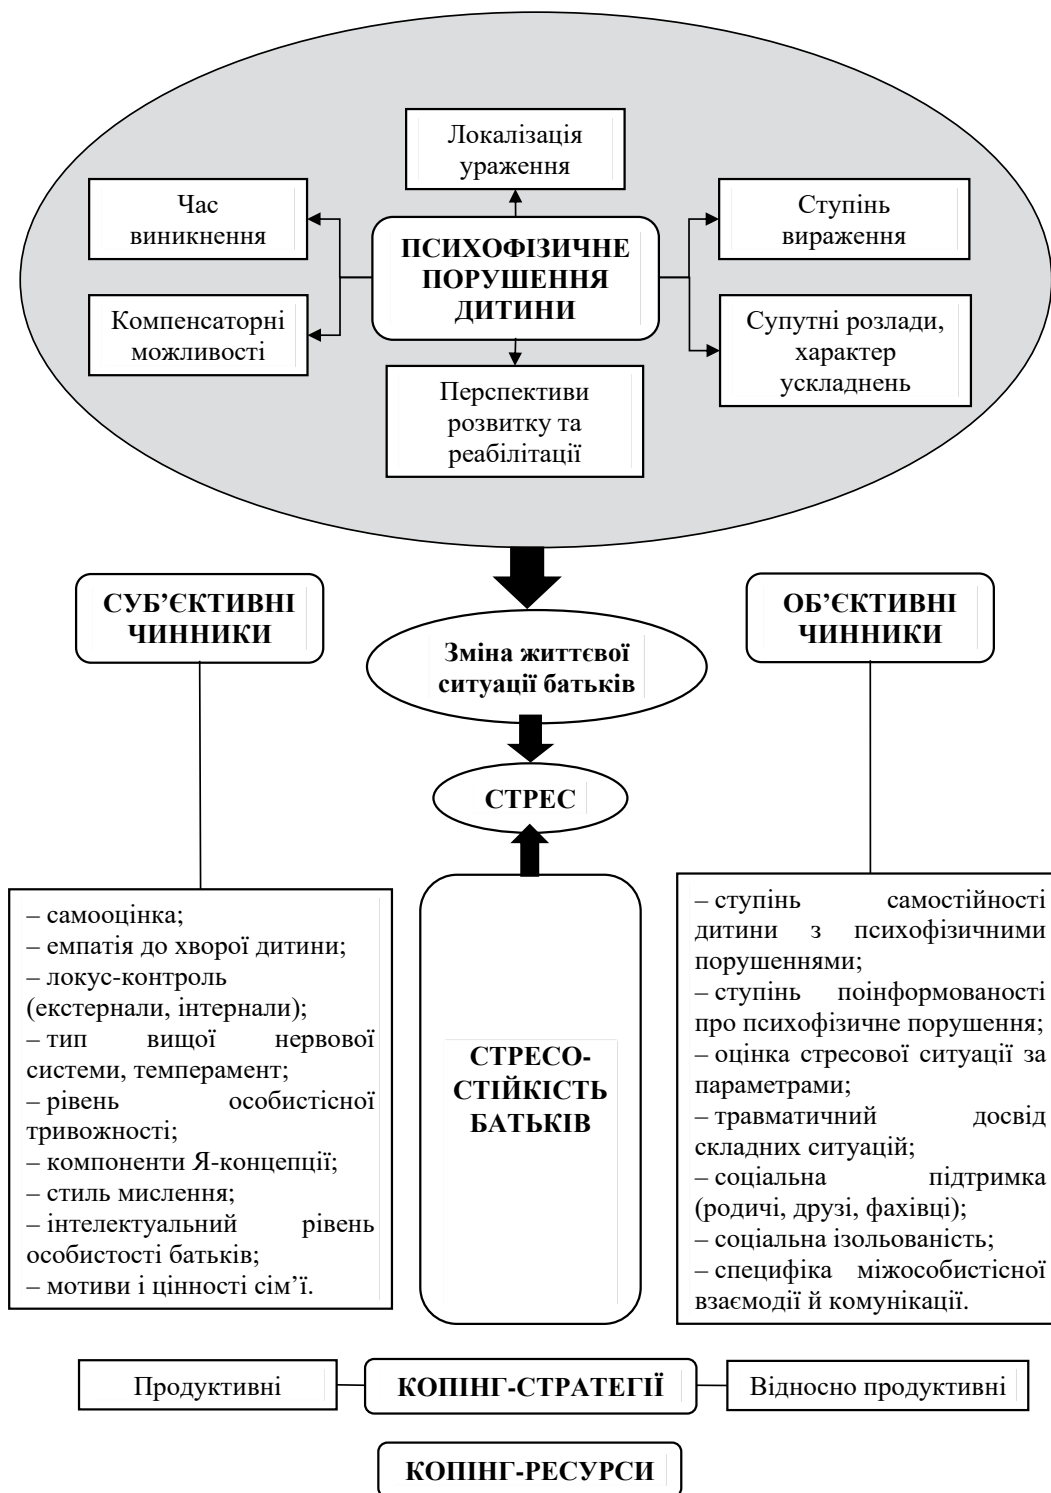 Локалізація
ураження
Час
виникнення
Ступінь
вираження
ПСИХОФІЗИЧНЕ
ПОРУШЕННЯ
ДИТИНИ
Компенсаторні
можливості
Супутні розлади,
характер
ускладнень
Перспективи
розвитку та
реабілітації
СУБ’ЄКТИВНІ
ЧИННИКИ
ОБ’ЄКТИВНІ
ЧИННИКИ
Зміна життєвої
ситуації батьків
СТРЕС
– самооцінка;
– емпатія до хворої дитини;
– локус-контроль
(екстернали, інтернали);
– тип вищої нервової
системи, темперамент;
– рівень особистісної
тривожності;
– компоненти Я-концепції;
– стиль мислення;
– інтелектуальний рівень
особистості батьків;
– мотиви і цінності сім’ї.
СТРЕСО-
СТІЙКІСТЬ
БАТЬКІВ
– ступінь самостійності
дитини з психофізичними
порушеннями;
– ступінь поінформованості
про психофізичне порушення;
– оцінка стресової ситуації за
параметрами;
– травматичний досвід
складних ситуацій;
– соціальна підтримка
(родичі, друзі, фахівці);
– соціальна ізольованість;
– специфіка міжособистісної
взаємодії й комунікації.
Продуктивні
КОПІНГ-СТРАТЕГІЇ
Відносно продуктивні
КОПІНГ-РЕСУРСИ